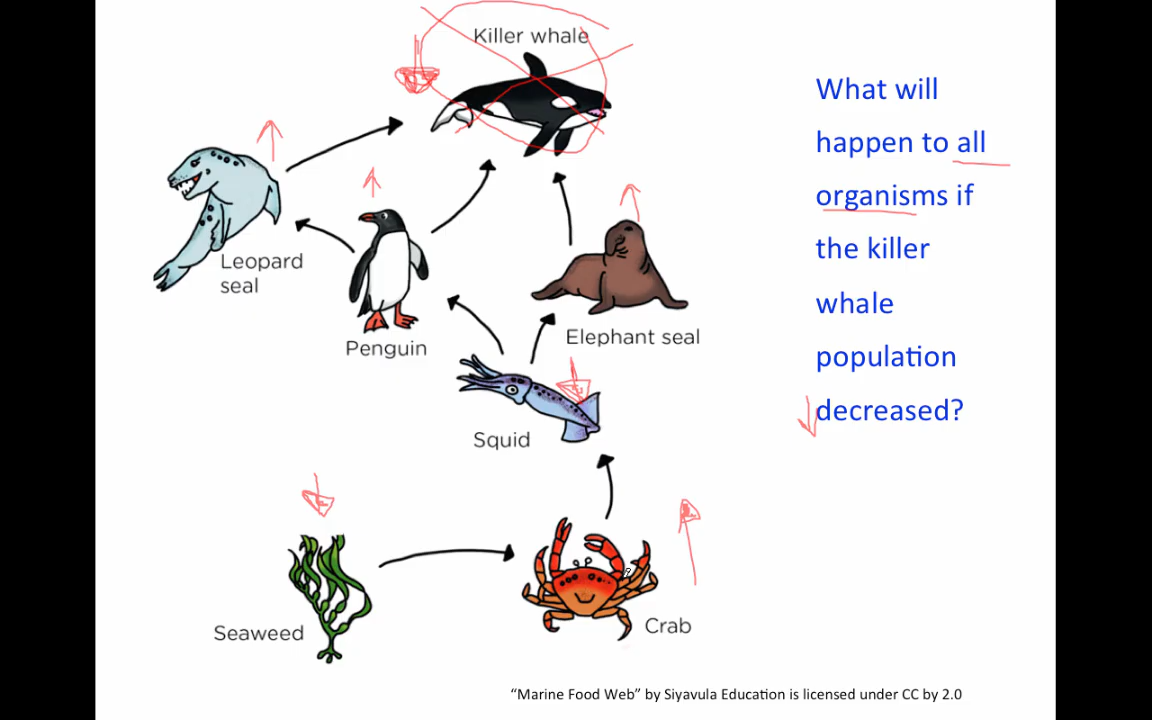 Killer whale
What will
happen to all
organisms if
the killer
whale
population
decreased?
Leopard
seal
Penguin
Elephant seal
Squid
Seaweed
Crab
“Marine Food Web” by Siyavula Education is licensed under CC by 2.0